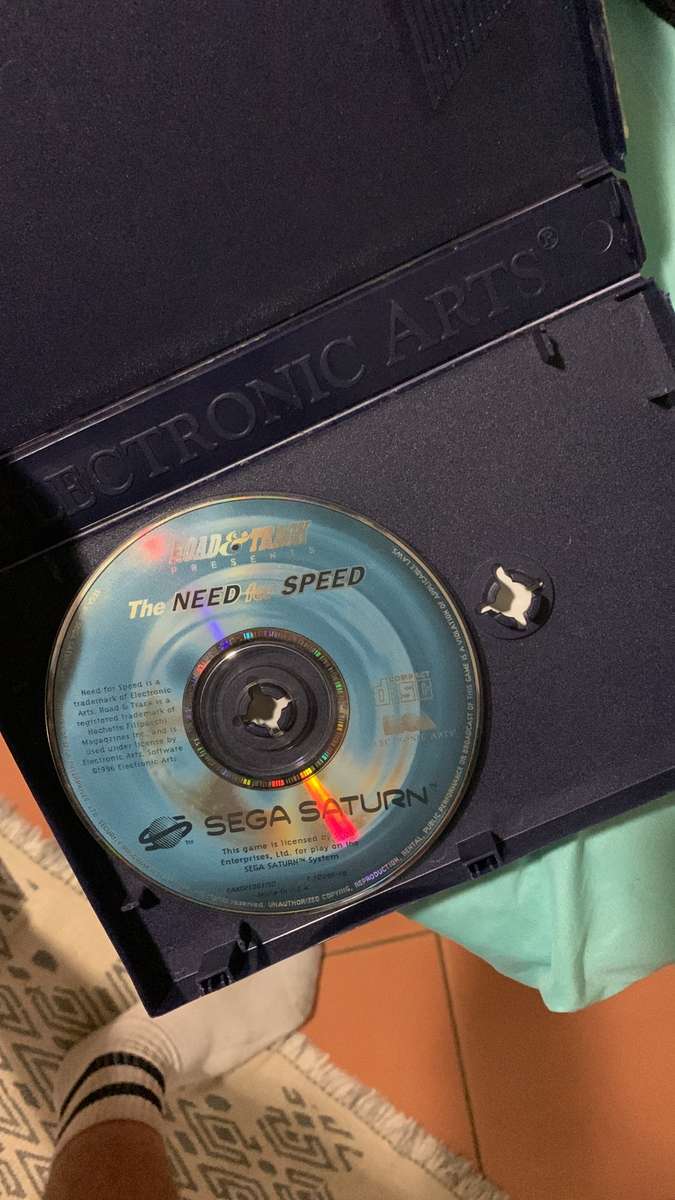 ELECTRONIC ARTS®
ROAD & TRACK
PRESENTS
The NEED for SPEED
Need for Speed is a
trademark of Electronic
Arts. Road & Track is a
registered trademark of
Hachette Filipacchi
Magazines Inc. and is
used under license by
Electronic Arts. Software
©1996 Electronic Arts.
COMPACT
disc
ELECTRONIC ARTS
SEGA SATURN™
This game is licensed by
Enterprises, Ltd. for play on the
SEGA SATURN™ System
rights reserved. UNAUTHORIZED COPYING, REPRODUCTION, RENTAL, PUBLIC PERFORMANCE OR BROADCAST OF THIS GAME IS A VIOLATION OF APPLICABLE LAWS.